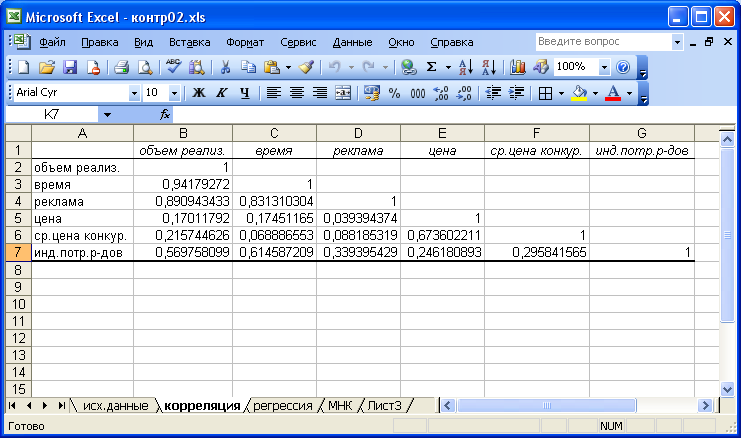 Microsoft Excel - контр02.xls
Файл Правка Вид Вставка Формат Сервис Данные Окно Справка Введите вопрос
100%
Arial Cyr 10 Ж К Ч % 000
K7 fx
A B C D E F G
1 объем реализ. время реклама цена ср.цена конкур. инд.потр.р-дов
2 объем реализ. 1
3 время 0,94179272 1
4 реклама 0,890943433 0,831310304 1
5 цена 0,17011792 0,17451165 0,039394374 1
6 ср.цена конкур. 0,215744626 0,068886553 0,088185319 0,673602211 1
7 инд.потр.р-дов 0,569758099 0,614587209 0,339395429 0,246180893 0,295841565 1
8
9
10
11
12
13
14
15
исх.данные корреляция регрессия МНК Лист3
Готово NUM